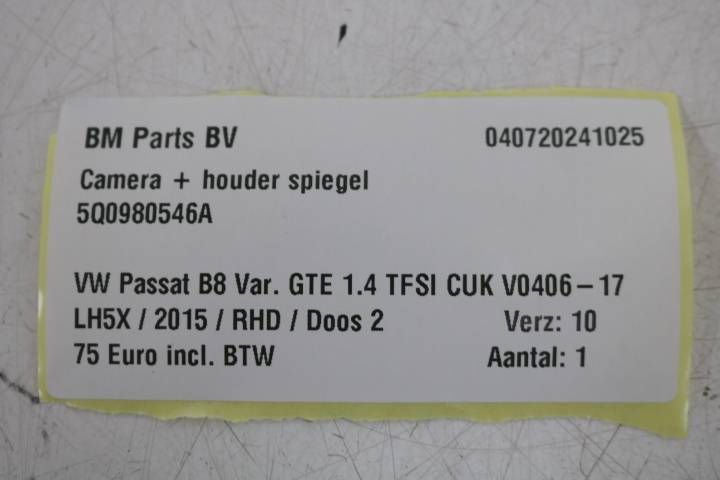 BM Parts BV 040720241025
Camera + houder spiegel
5Q0980546A
VW Passat B8 Var. GTE 1.4 TFSI CUK V0406-17
LH5X / 2015 / RHD / Doos 2 Verz: 10
75 Euro incl. BTW Aantal: 1